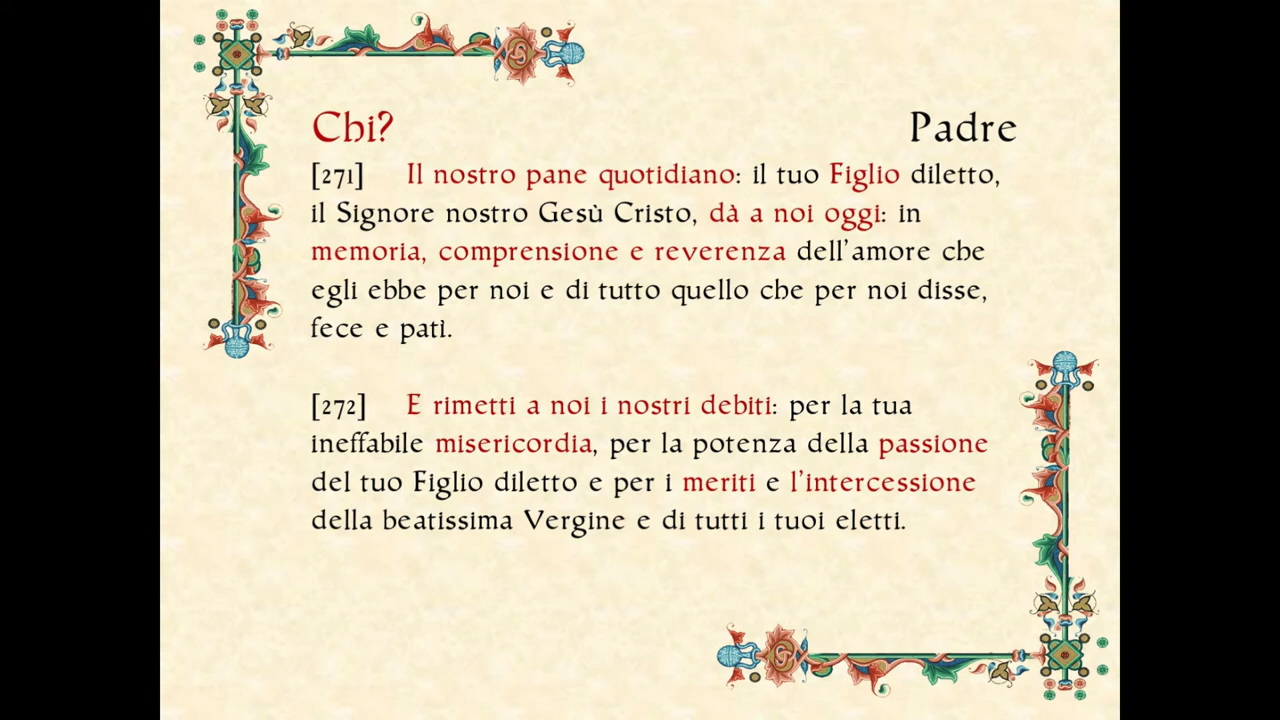 Chi? Padre
[271] Il nostro pane quotidiano: il tuo Figlio diletto,
il Signore nostro Gesù Cristo, dà a noi oggi: in
memoria, comprensione e reverenza dell'amore che
egli ebbe per noi e di tutto quello che per noi disse,
fece e patì.
[272] E rimetti a noi i nostri debiti: per la tua
ineffabile misericordia, per la potenza della passione
del tuo Figlio diletto e per i meriti e l'intercessione
della beatissima Vergine e di tutti i tuoi eletti.